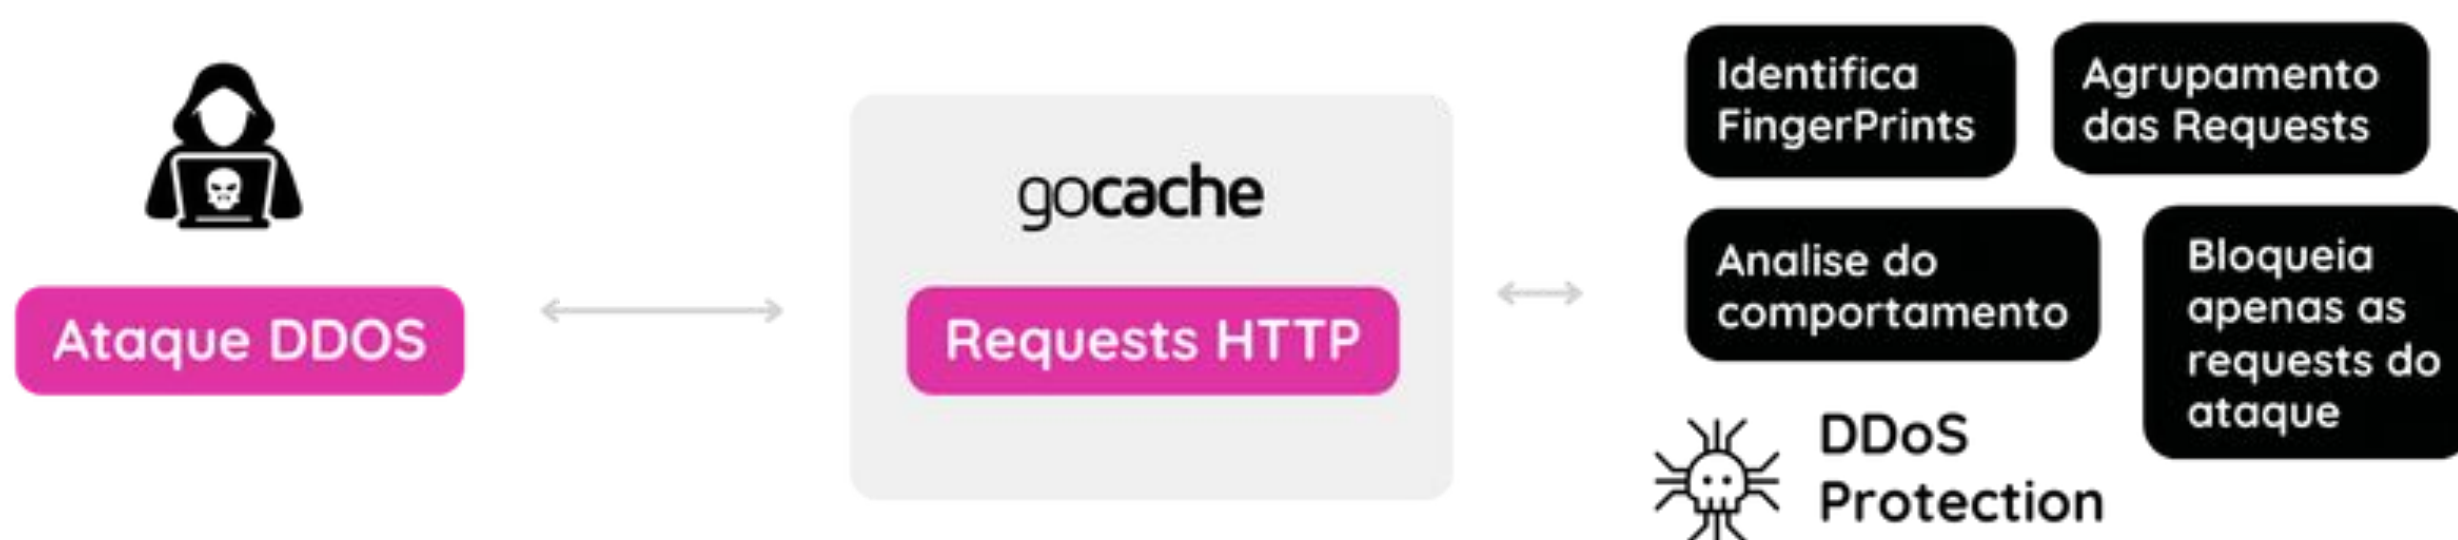 Ataque DDOS
gocache
Requests HTTP
Identifica
FingerPrints
Agrupamento
das Requests
Analise do
comportamento
Bloqueia
apenas as
requests do
ataque
DDoS
Protection